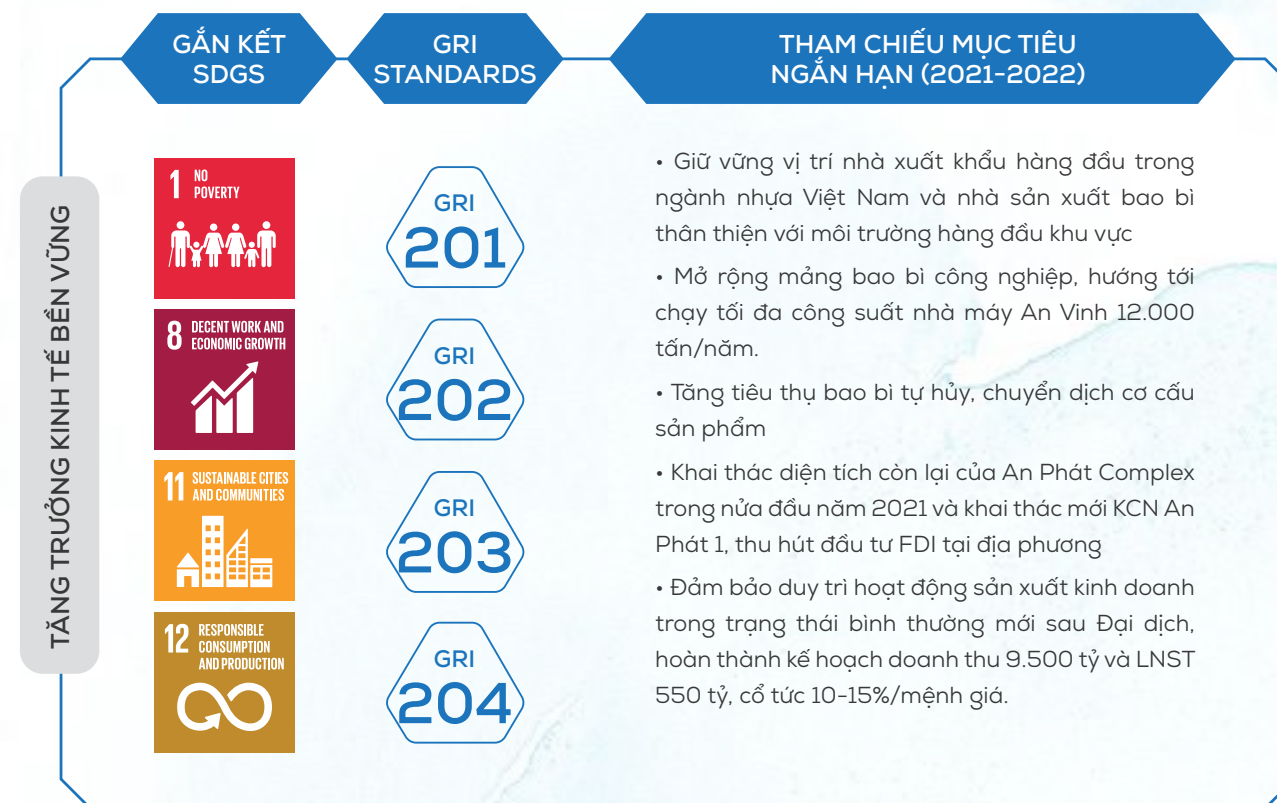 GẮN KẾT
SDGS
GRI
STANDARDS
THAM CHIẾU MỤC TIÊU
NGẮN HẠN (2021-2022)
TĂNG TRƯỞNG KINH TẾ BỀN VỮNG
1 NO
POVERTY
8 DECENT WORK AND
ECONOMIC GROWTH
11 SUSTAINABLE CITIES
AND COMMUNITIES
12 RESPONSIBLE
CONSUMPTION
AND PRODUCTION
GRI
201
GRI
202
GRI
203
GRI
204
• Giữ vững vị trí nhà xuất khẩu hàng đầu trong
ngành nhựa Việt Nam và nhà sản xuất bao bì
thân thiện với môi trường hàng đầu khu vực
• Mở rộng mảng bao bì công nghiệp, hướng tới
chạy tối đa công suất nhà máy An Vinh 12.000
tấn/năm.
• Tăng tiêu thụ bao bì tự hủy, chuyển dịch cơ cấu
sản phẩm
• Khai thác diện tích còn lại của An Phát Complex
trong nửa đầu năm 2021 và khai thác mới KCN An
Phát 1, thu hút đầu tư FDI tại địa phương
• Đảm bảo duy trì hoạt động sản xuất kinh doanh
trong trạng thái bình thường mới sau Đại dịch,
hoàn thành kế hoạch doanh thu 9.500 tỷ và LNST
550 tỷ, cổ tức 10-15%/mệnh giá.